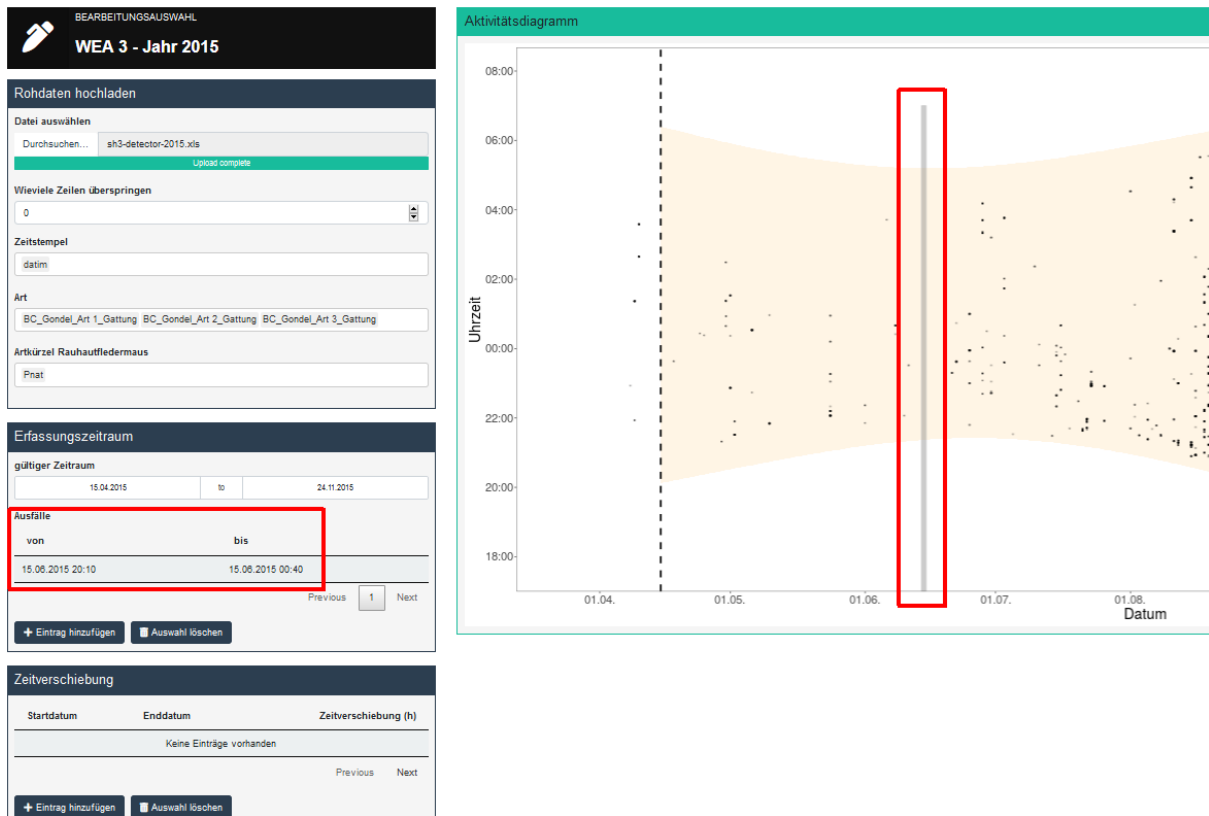 BEARBEITUNGSAUSWAHL
WEA 3 - Jahr 2015
Rohdaten hochladen
Datei auswählen
Durchsuchen... sh3-detector-2015.xls
Upload complete
Wieviele Zeilen überspringen
0
Zeitstempel
datim
Art
BC_Gondel_Art 1_Gattung BC_Gondel_Art 2_Gattung BC_Gondel_Art 3_Gattung
Artkürzel Rauhautfledermaus
Pnat
Erfassungszeitraum
gültiger Zeitraum
15.04.2015 to 24.11.2015
Ausfälle
von bis
15.06.2015 20:10 15.06.2015 00:40
Previous 1 Next
Eintrag hinzufügen Auswahl löschen
Zeitverschiebung
Startdatum Enddatum Zeitverschiebung (h)
Keine Einträge vorhanden
Previous Next
Eintrag hinzufügen Auswahl löschen
Aktivitätsdiagramm
08:00
06:00
04:00
02:00
00:00
22:00
20:00
18:00
Uhrzeit
01.04. 01.05. 01.06. 01.07. 01.08.
Datum